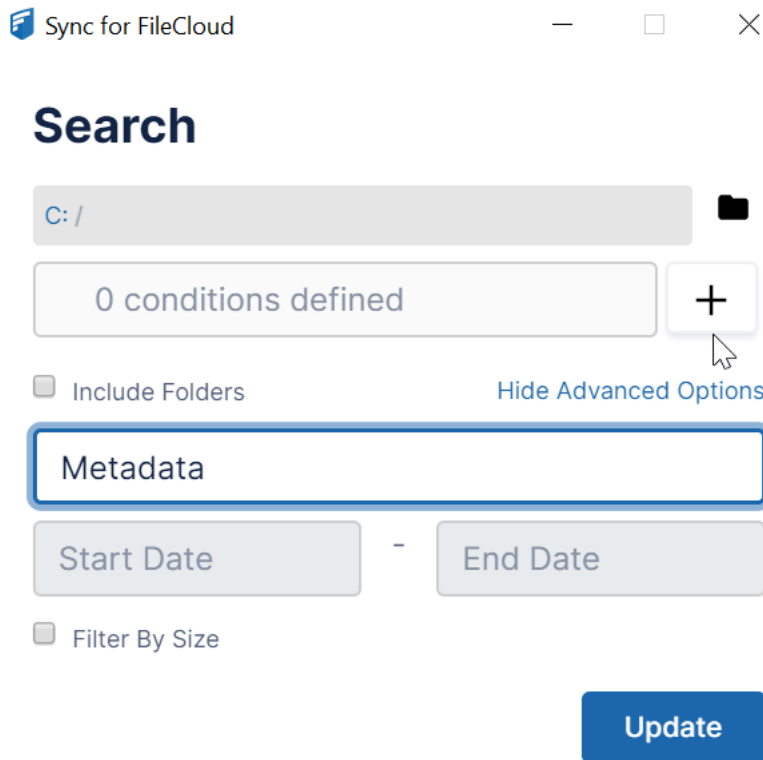 Sync for FileCloud
Search
C: /
0 conditions defined
Include Folders
Hide Advanced Options
Metadata
Start Date - End Date
Filter By Size
Update